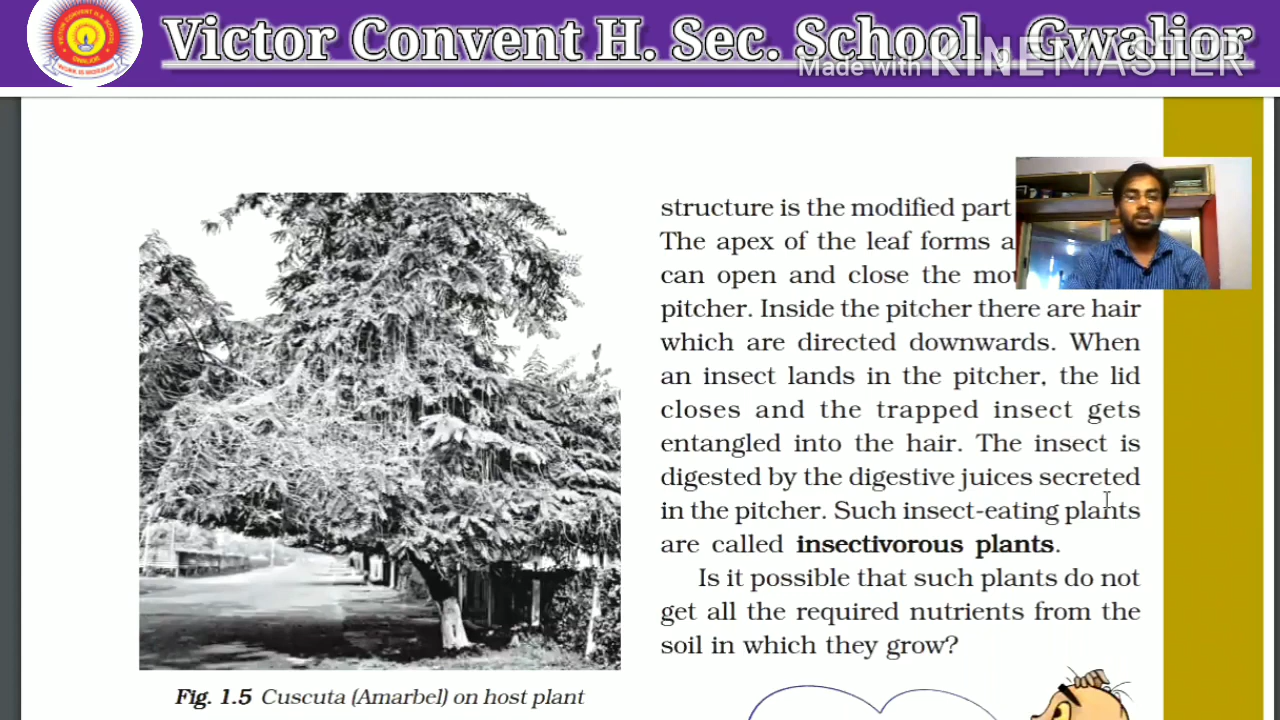 Victor Convent H. Sec. School, Gwalior
Made with KINEMASTER
structure is the modified part
The apex of the leaf forms a
can open and close the
pitcher. Inside the pitcher there are hair
which are directed downwards. When
an insect lands in the pitcher, the lid
closes and the trapped insect gets
entangled into the hair. The insect is
digested by the digestive juices secreted
in the pitcher. Such insect-eating plants
are called insectivorous plants.
Is it possible that such plants do not
get all the required nutrients from the
soil in which they grow?
Fig. 1.5 Cuscuta (Amarbel) on host plant